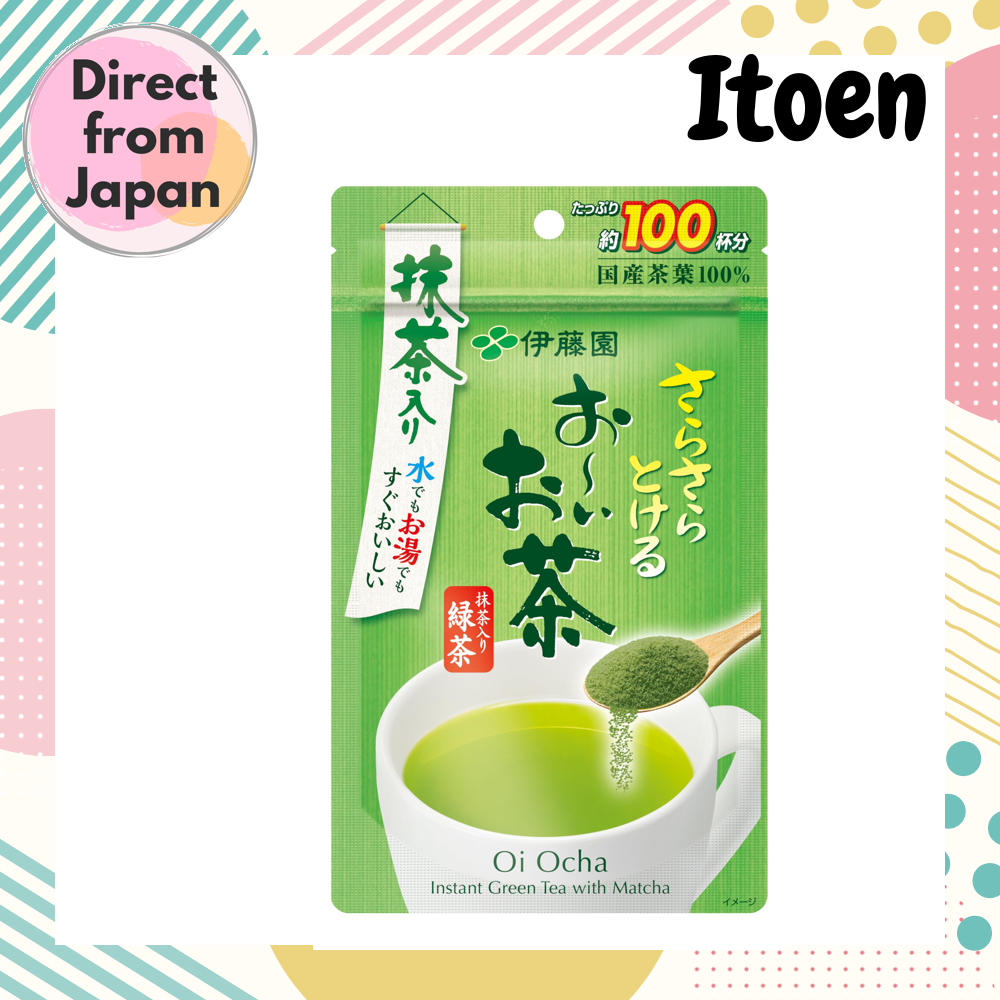 Direct
from
Japan
Itoen
たっぷり
約100杯分
国産茶葉100%
抹茶入り
水でもお湯でも
すぐおいしい
伊藤園
さらさら
とける
お〜い
お茶
抹茶入り
緑茶
Oi Ocha
Instant Green Tea with Matcha
イメージ